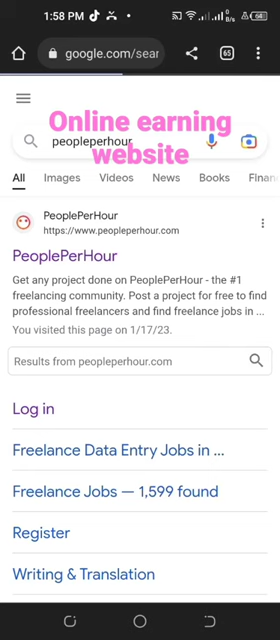 1:58 PM
0
B/s
64
google.com/sear
65
Online earning
peopleperhour
website
All Images Videos News Books Finan
PeoplePerHour
https://www.peopleperhour.com
PeoplePerHour
Get any project done on PeoplePerHour - the #1
freelancing community. Post a project for free to find
professional freelancers and find freelance jobs in ...
You visited this page on 1/17/23.
Results from peopleperhour.com
Log in
Freelance Data Entry Jobs in ...
Freelance Jobs — 1,599 found
Register
Writing & Translation